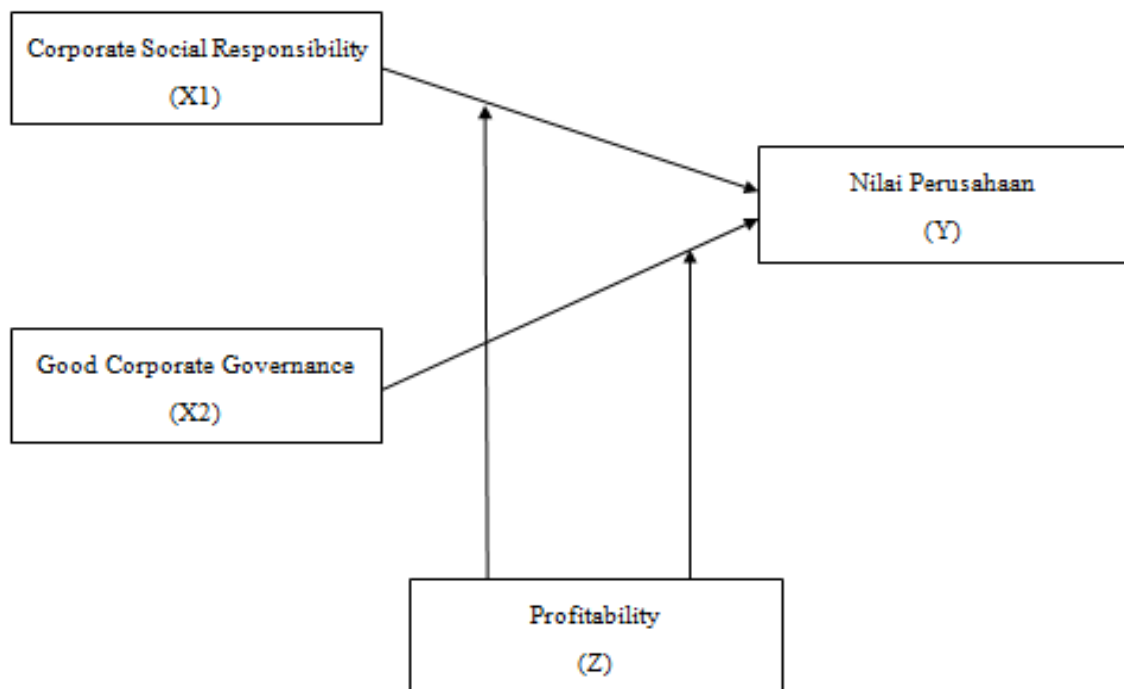 Corporate Social Responsibility
(X1)
Nilai Perusahaan
(Y)
Good Corporate Governance
(X2)
Profitability
(Z)